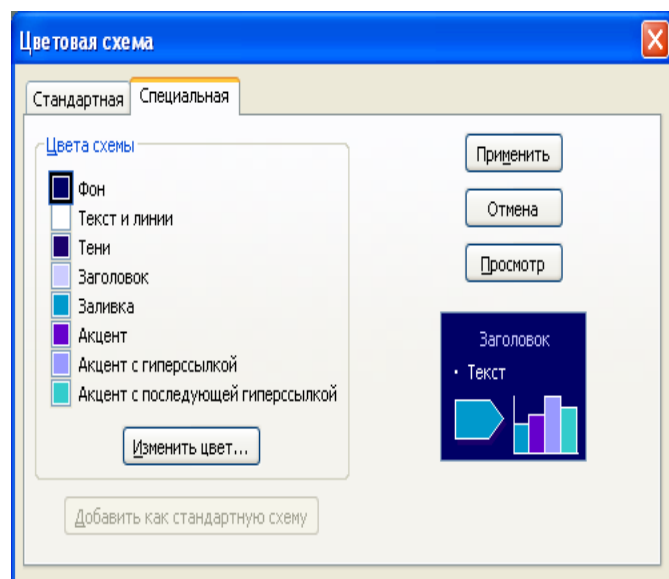 Цветовая схема
Стандартная
Специальная
Цвета схемы
Фон
Текст и линии
Тени
Заголовок
Заливка
Акцент
Акцент с гиперссылкой
Акцент с последующей гиперссылкой
Изменить цвет...
Добавить как стандартную схему
Применить
Отмена
Просмотр
Заголовок
• Текст